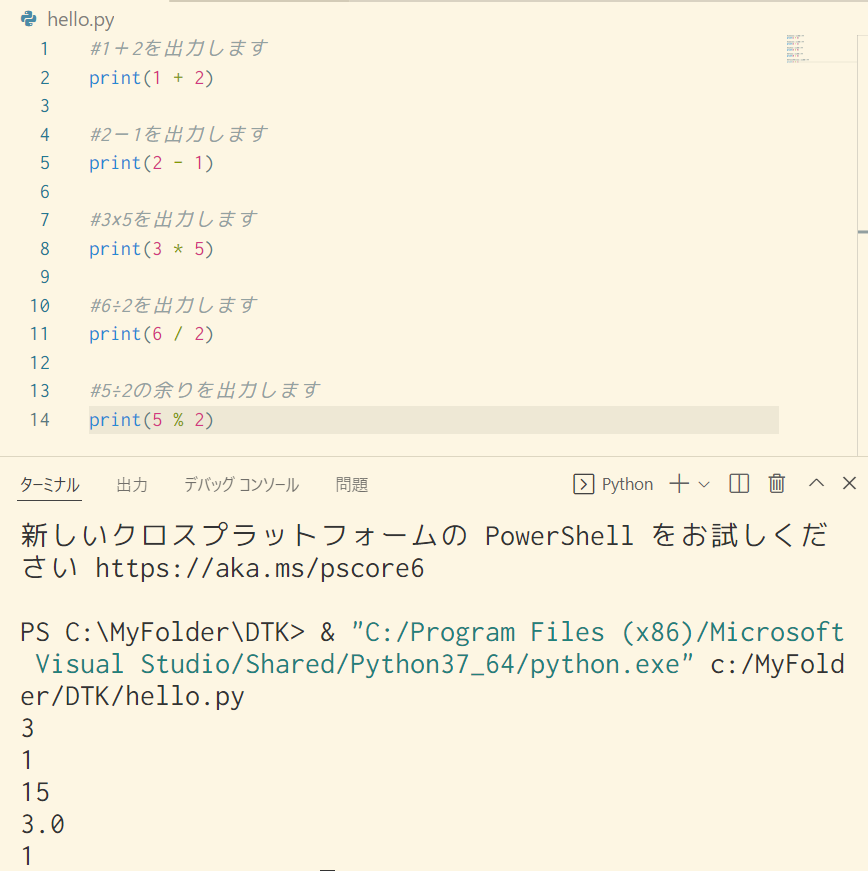 hello.py
1 #1＋2を出力します
2 print(1 + 2)
3
4 #2－1を出力します
5 print(2 - 1)
6
7 #3×5を出力します
8 print(3 * 5)
9
10 #6÷2を出力します
11 print(6 / 2)
12
13 #5÷2の余りを出力します
14 print(5 % 2)
ターミナル 出力 デバッグ コンソール 問題 Python
新しいクロスプラットフォームの PowerShell をお試しくだ
さい https://aka.ms/pscore6
PS C:\MyFolder\DTK> & "C:/Program Files (x86)/Microsoft
Visual Studio/Shared/Python37_64/python.exe" c:/MyFold
er/DTK/hello.py
3
1
15
3.0
1